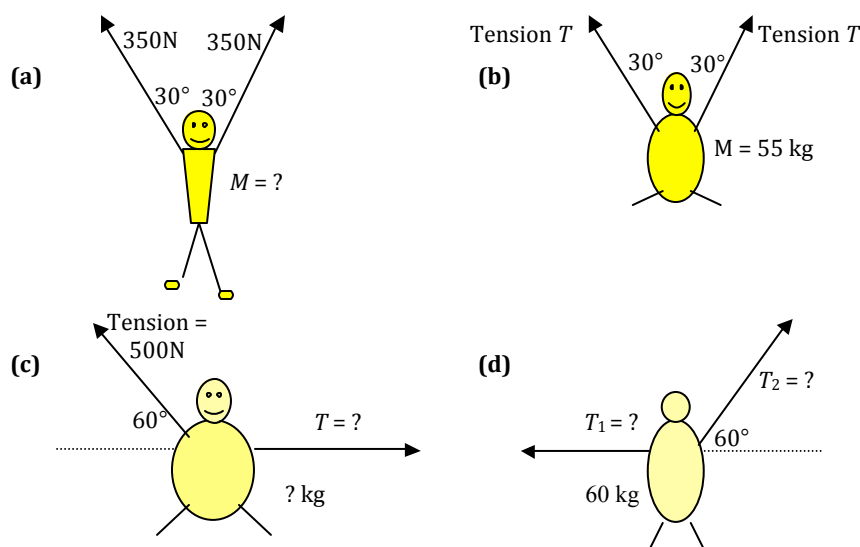 (a)
350N
350N
30°
30°
M = ?
(b)
Tension T
Tension T
30°
30°
M = 55 kg
(c)
Tension =
500N
60°
T = ?
? kg
(d)
T1 = ?
T2 = ?
60°
60 kg